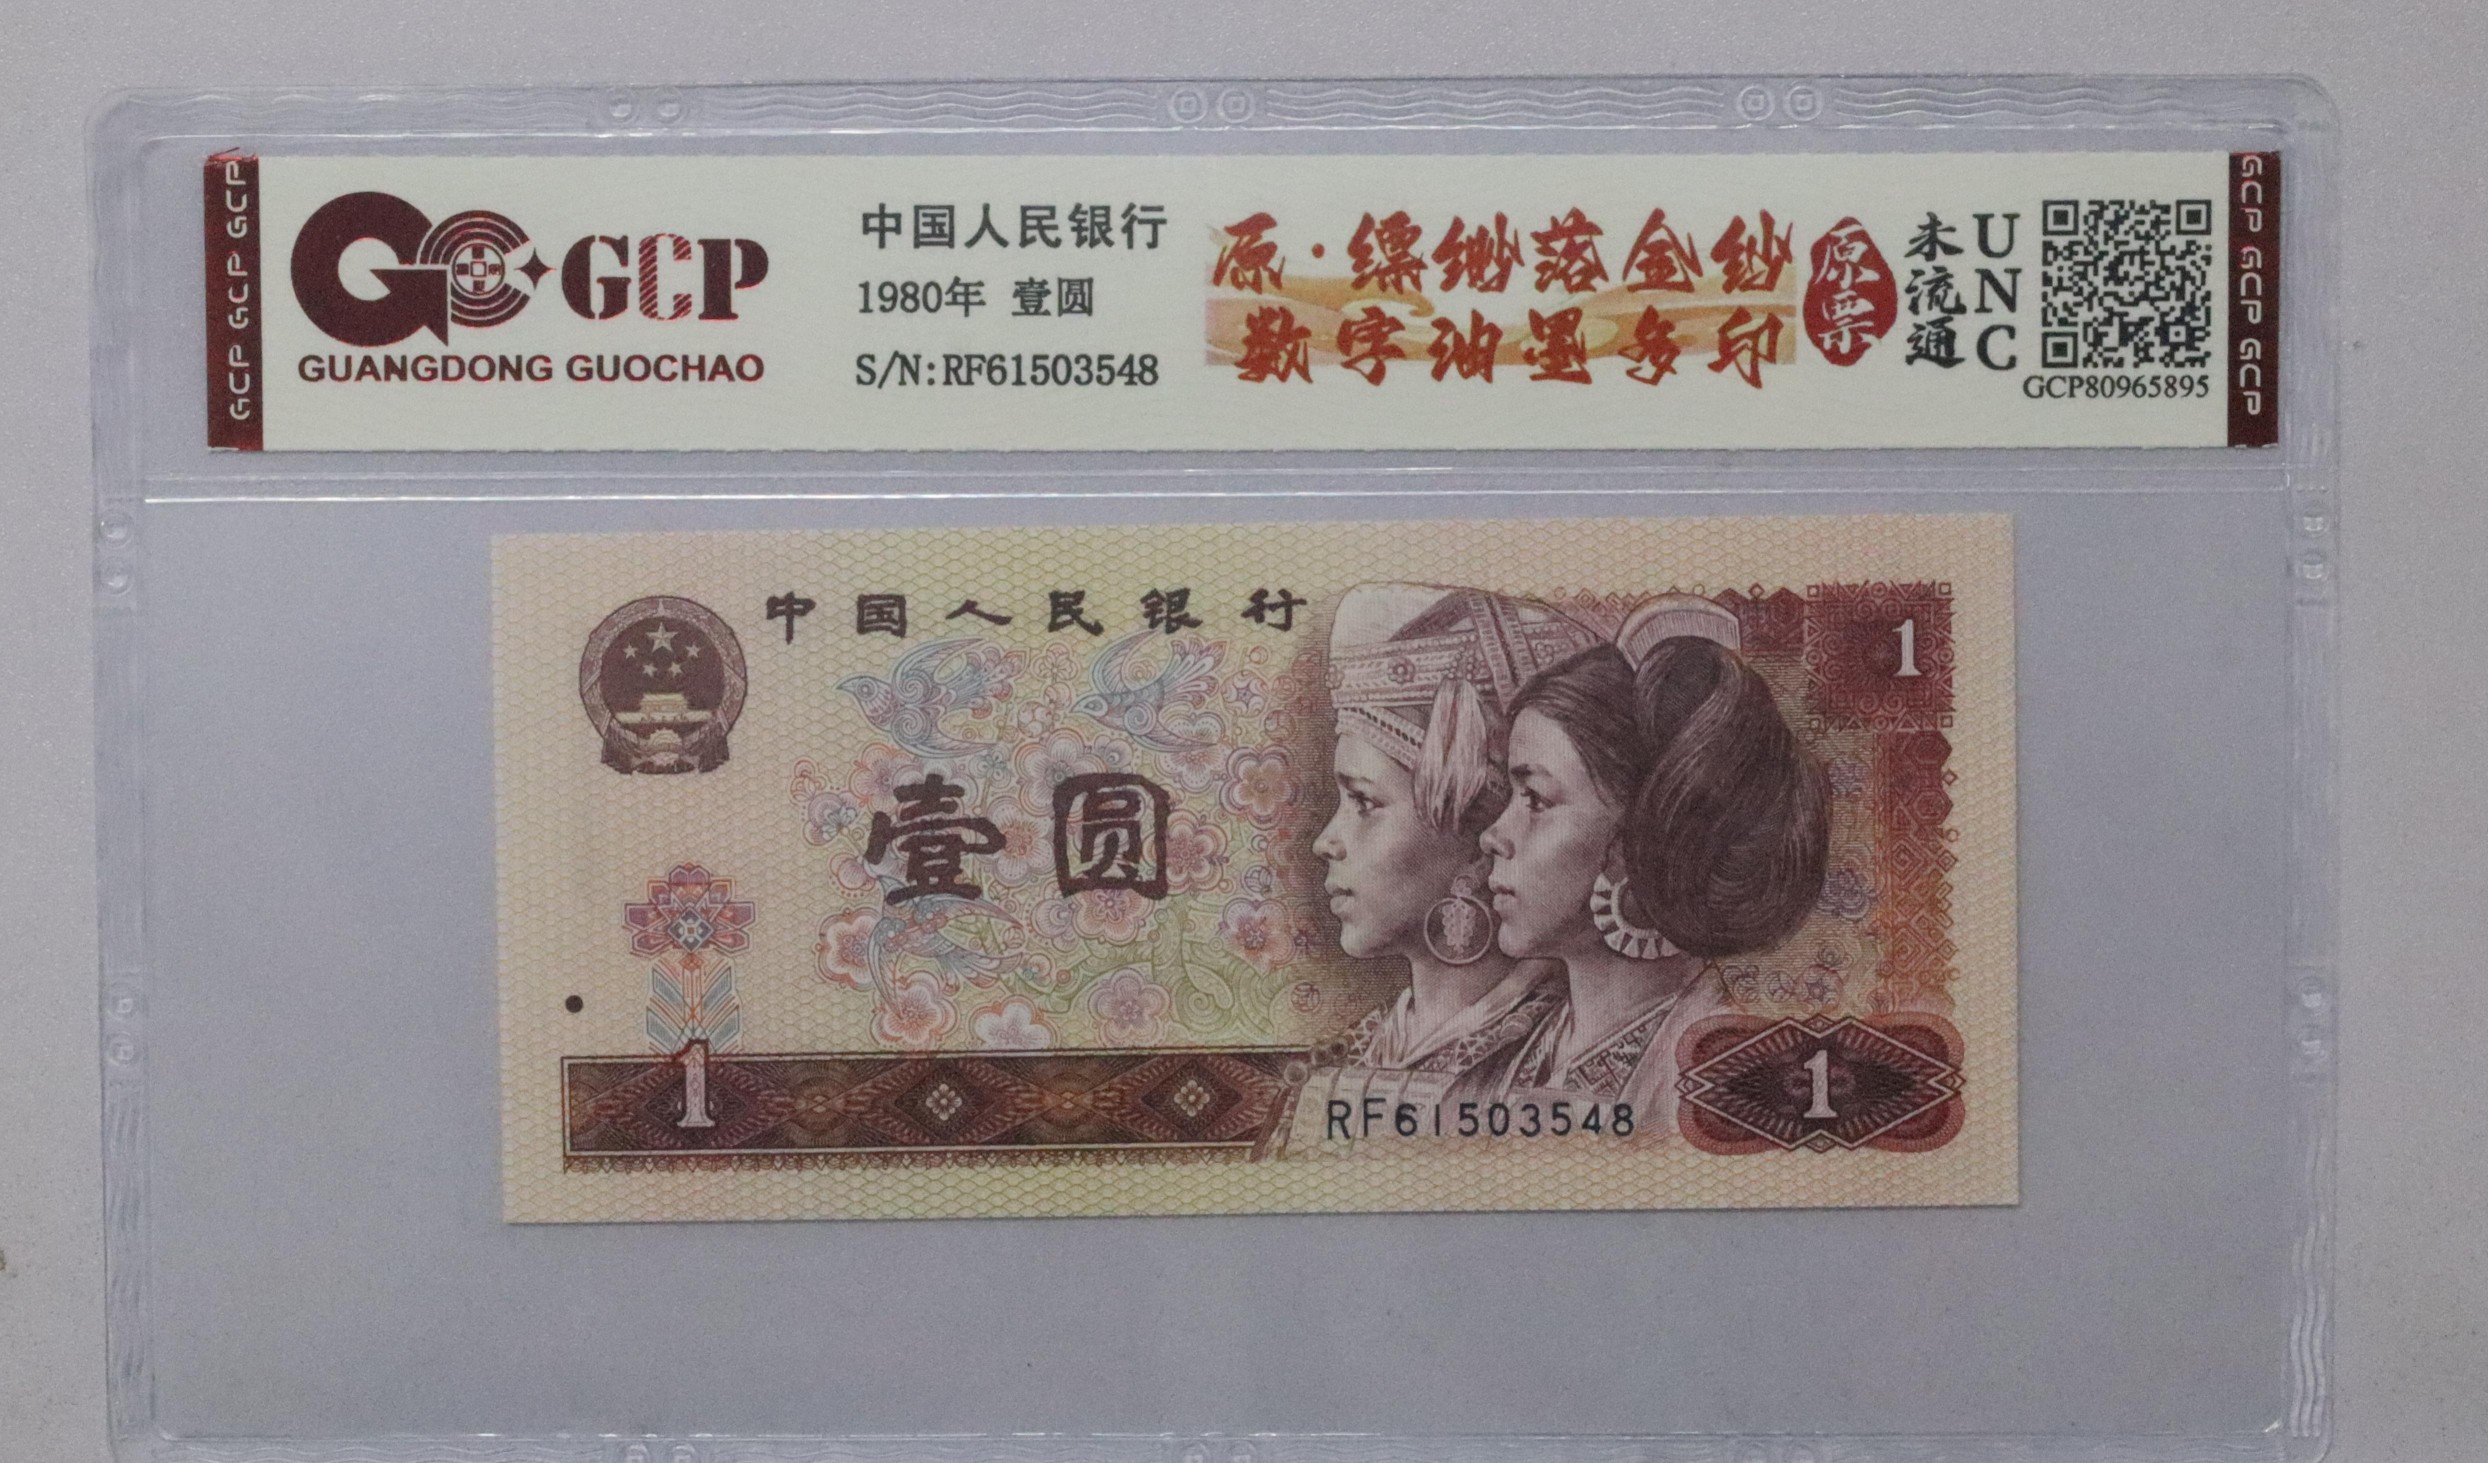 GCP GCP GCP GCP
GCP
GUANGDONG GUOCHAO
中国人民银行
1980年 壹圆
S/N:RF61503548
原·缥缈落金纱
数字油墨多印
原票
未流通
UNC
GCP80965895
GCP GCP GCP GCP
中国人民银行
1
壹圆
1
RF61503548
1